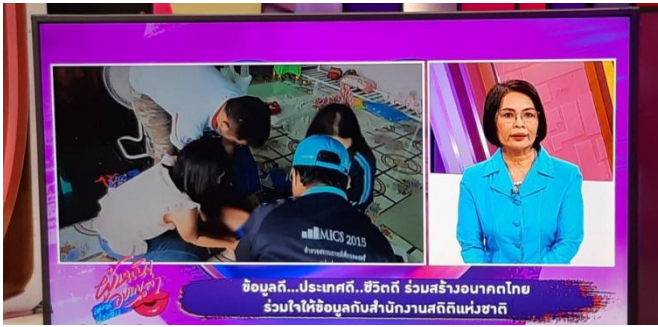 MICS 2015
ข้อมูลดี...ประเทศดี..ชีวิตดี ร่วมสร้างอนาคตไทย
ร่วมใจให้ข้อมูลกับสำนักงานสถิติแห่งชาติ